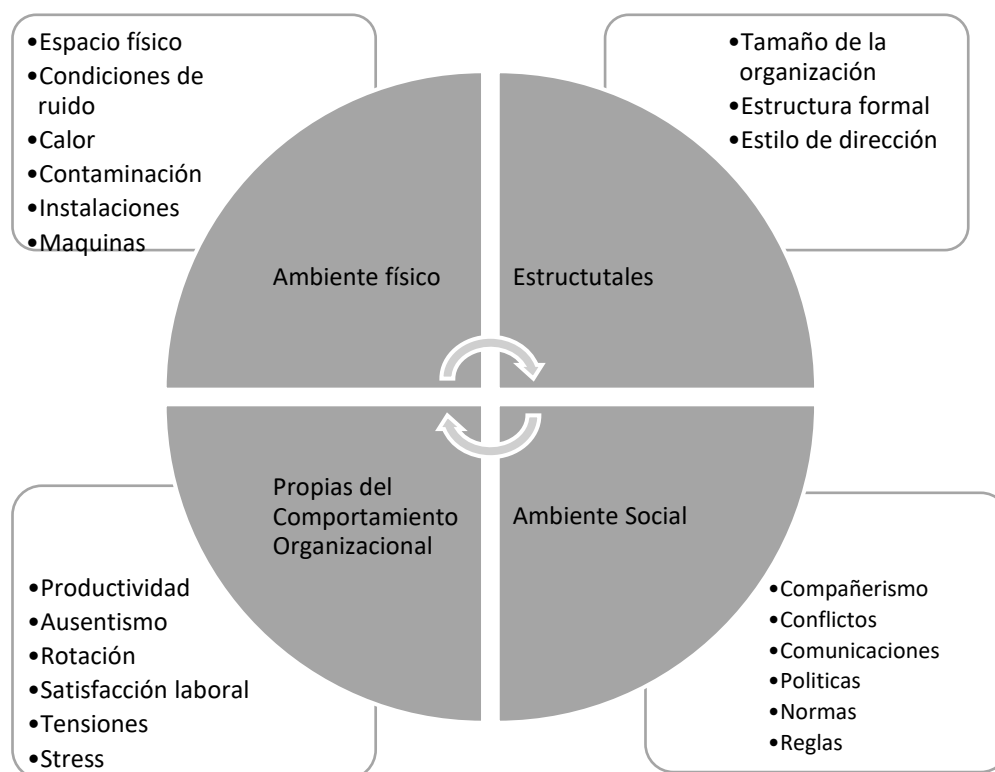 •Espacio físico
•Condiciones de
ruido
•Calor
•Contaminación
•Instalaciones
•Maquinas
•Tamaño de la
organización
•Estructura formal
•Estilo de dirección
Ambiente físico
Estructutales
Propias del
Comportamiento
Organizacional
Ambiente Social
•Productividad
•Ausentismo
•Rotación
•Satisfacción laboral
•Tensiones
•Stress
•Compañerismo
•Conflictos
•Comunicaciones
•Politicas
•Normas
•Reglas